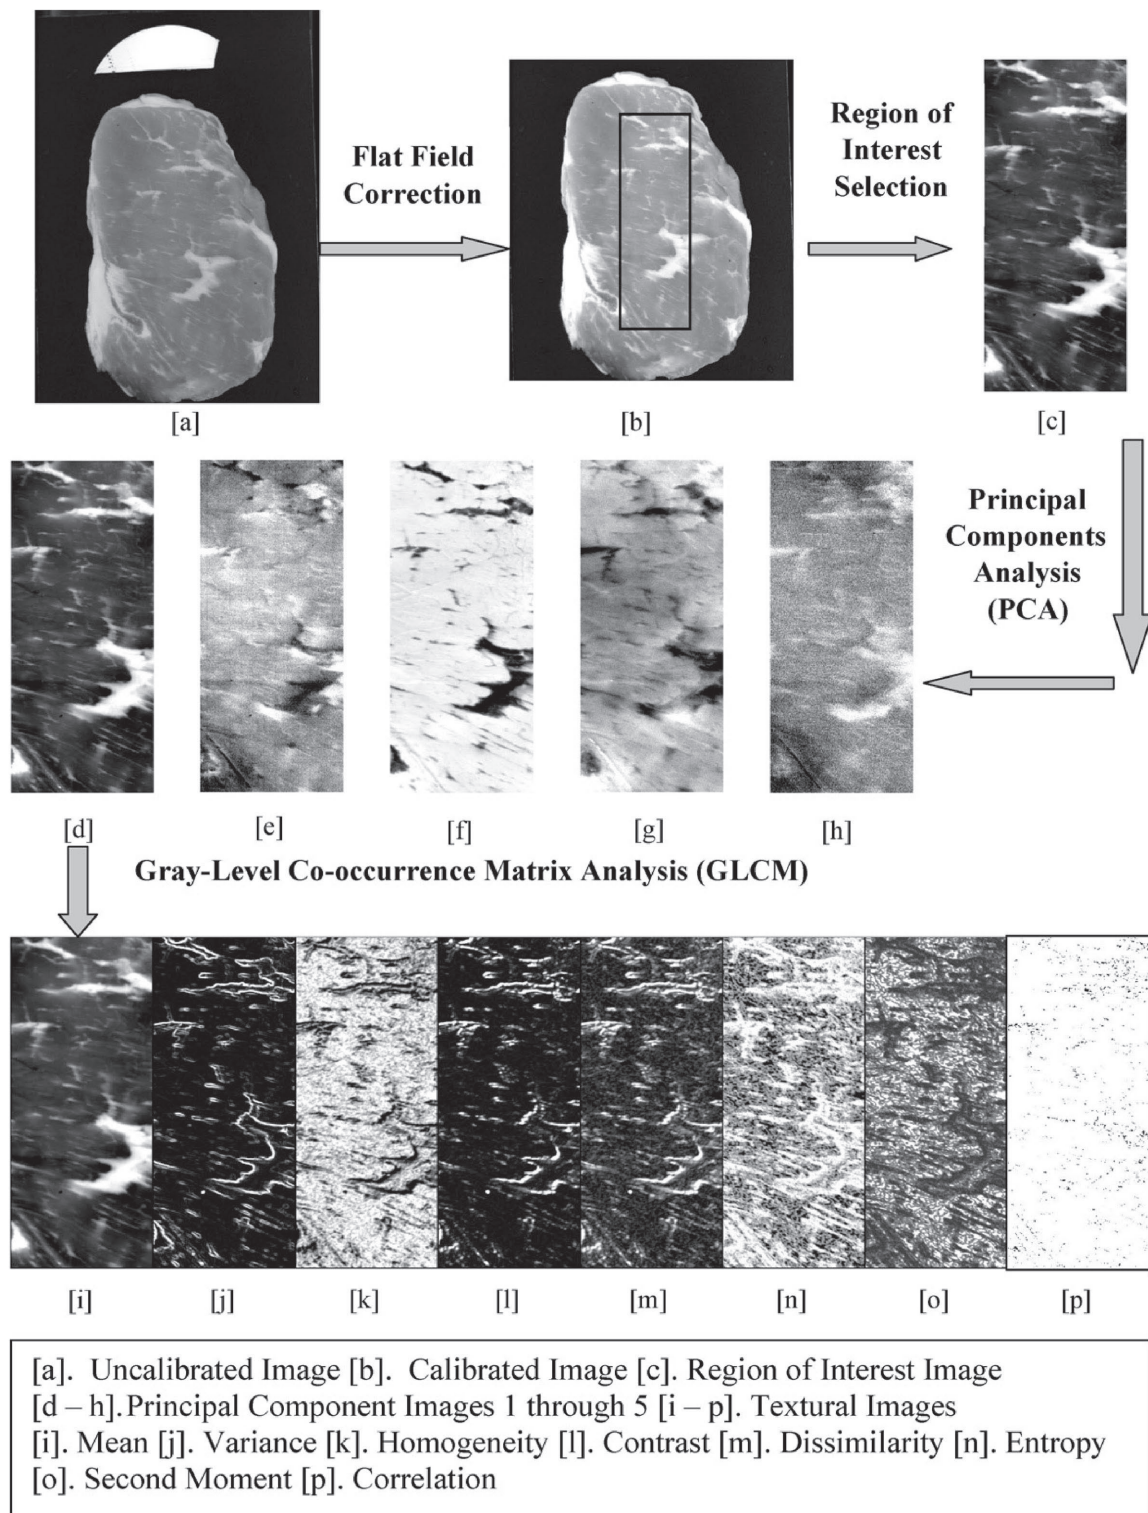 Flat Field
Correction
Region of
Interest
Selection
[a]
[b]
[c]
Principal
Components
Analysis
(PCA)
[d]
[e]
[f]
[g]
[h]
Gray-Level Co-occurrence Matrix Analysis (GLCM)
[i]
[j]
[k]
[l]
[m]
[n]
[o]
[p]
[a]. Uncalibrated Image [b]. Calibrated Image [c]. Region of Interest Image
[d – h].Principal Component Images 1 through 5 [i – p]. Textural Images
[i]. Mean [j]. Variance [k]. Homogeneity [l]. Contrast [m]. Dissimilarity [n]. Entropy
[o]. Second Moment [p]. Correlation